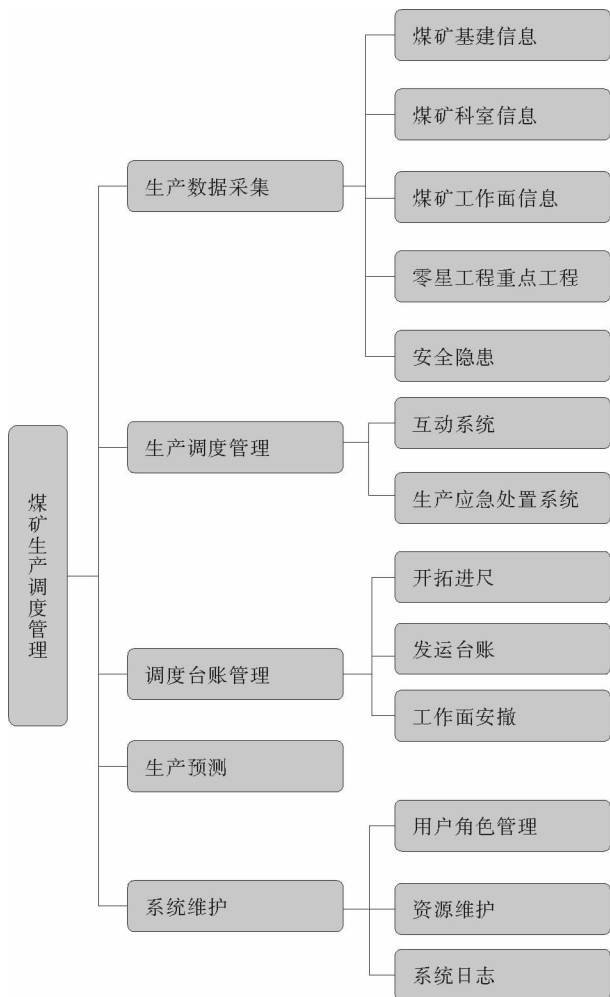 煤矿生产调度管理
生产数据采集
煤矿基建信息
煤矿科室信息
煤矿工作面信息
零星工程重点工程
安全隐患
生产调度管理
互动系统
生产应急处置系统
调度台账管理
开拓进尺
发运台账
工作面安撤
生产预测
系统维护
用户角色管理
资源维护
系统日志